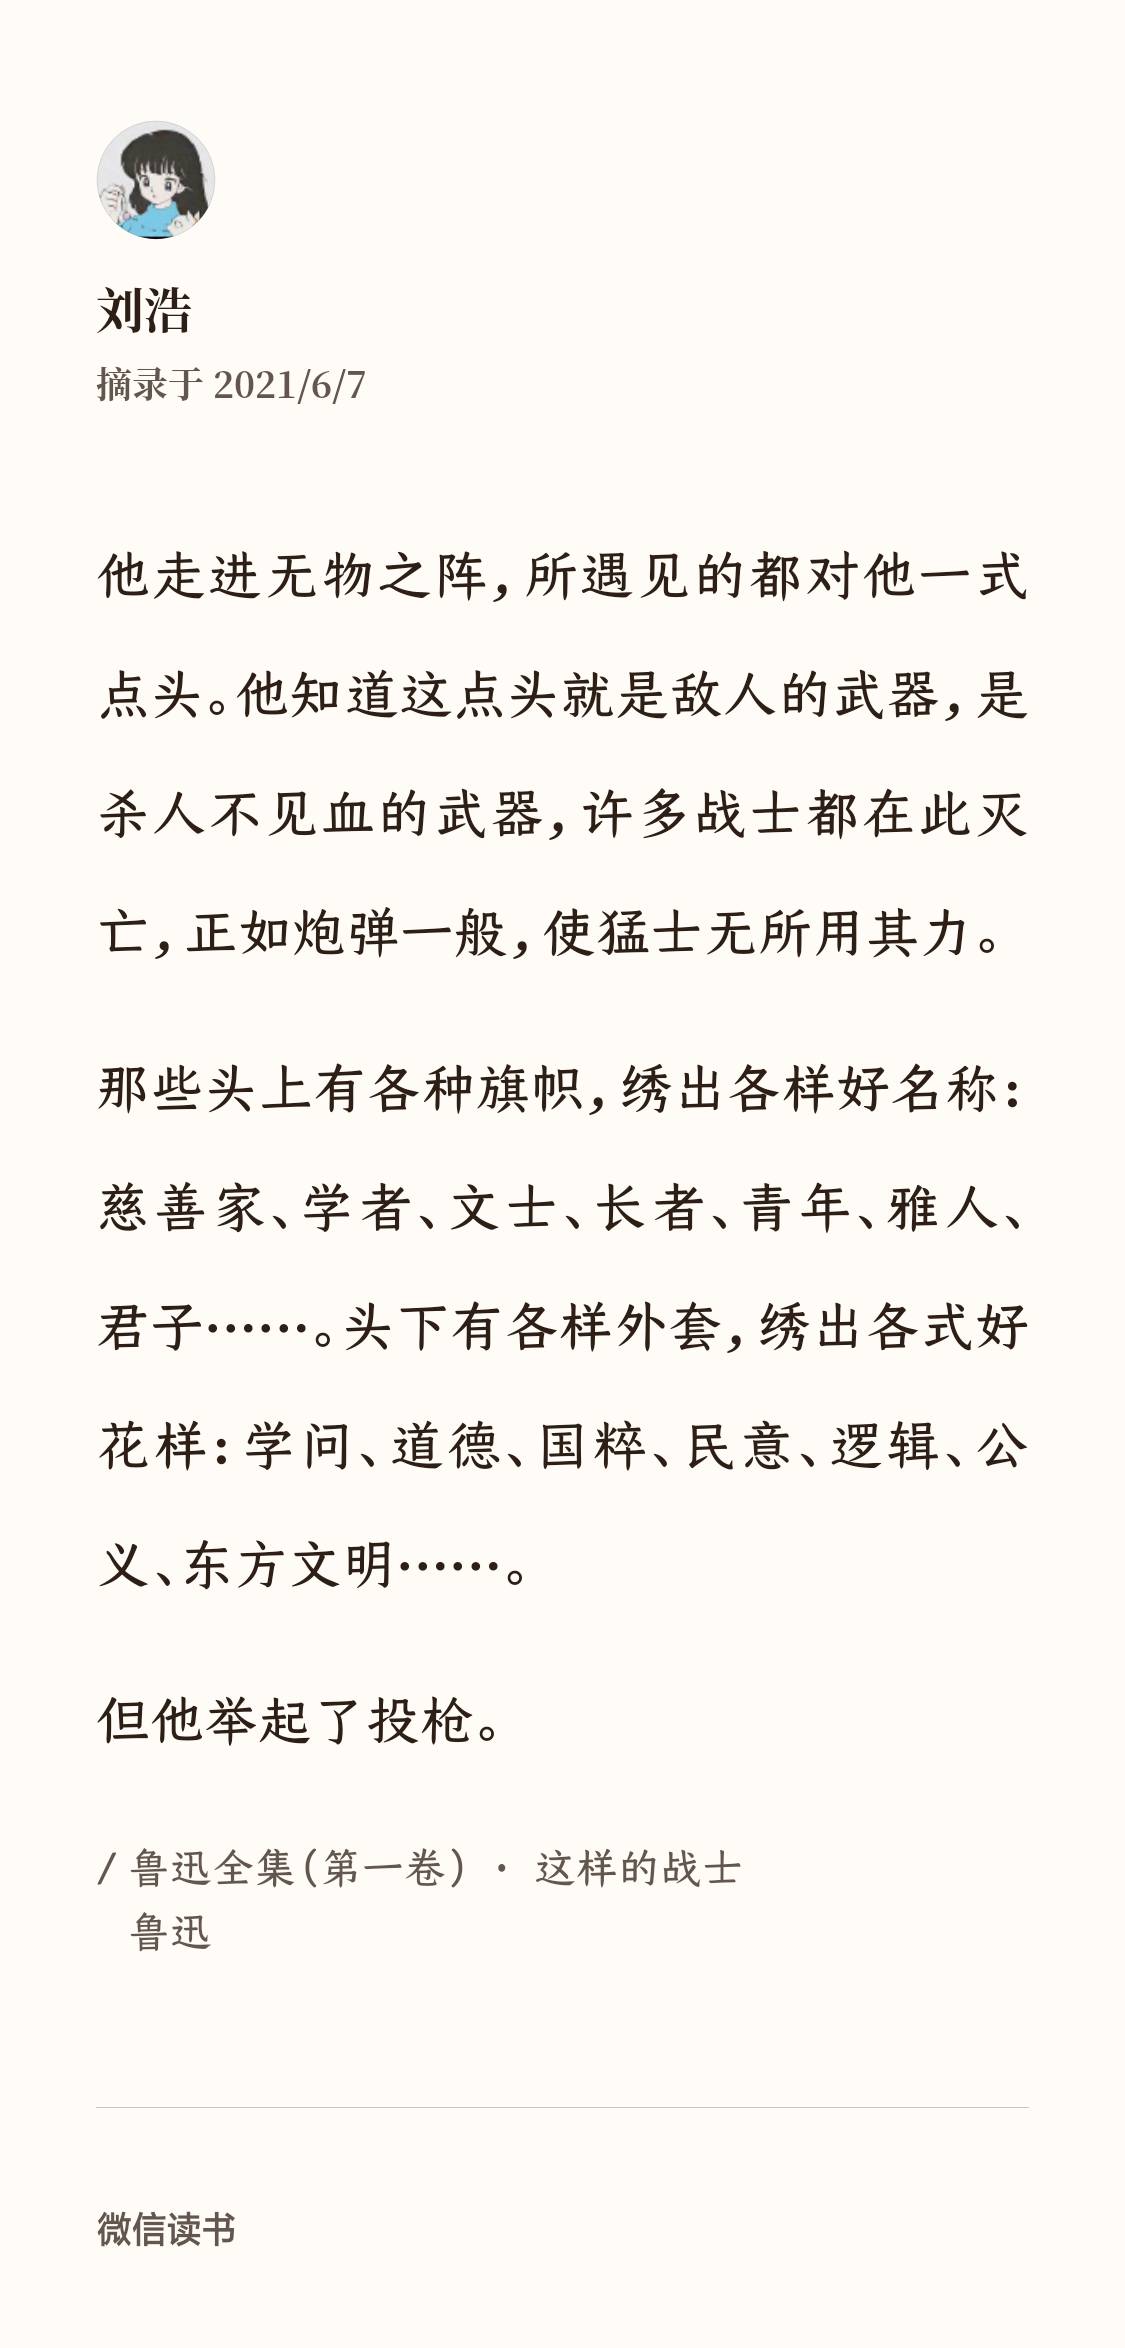 刘浩
摘录于 2021/6/7
他走进无物之阵，所遇见的都对他一式
点头。他知道这点头就是敌人的武器，是
杀人不见血的武器，许多战士都在此灭
亡，正如炮弹一般，使猛士无所用其力。
那些头上有各种旗帜，绣出各样好名称：
慈善家、学者、文士、长者、青年、雅人、
君子……。头下有各样外套，绣出各式好
花样：学问、道德、国粹、民意、逻辑、公
义、东方文明……。
但他举起了投枪。
/ 鲁迅全集（第一卷） · 这样的战士
鲁迅
微信读书